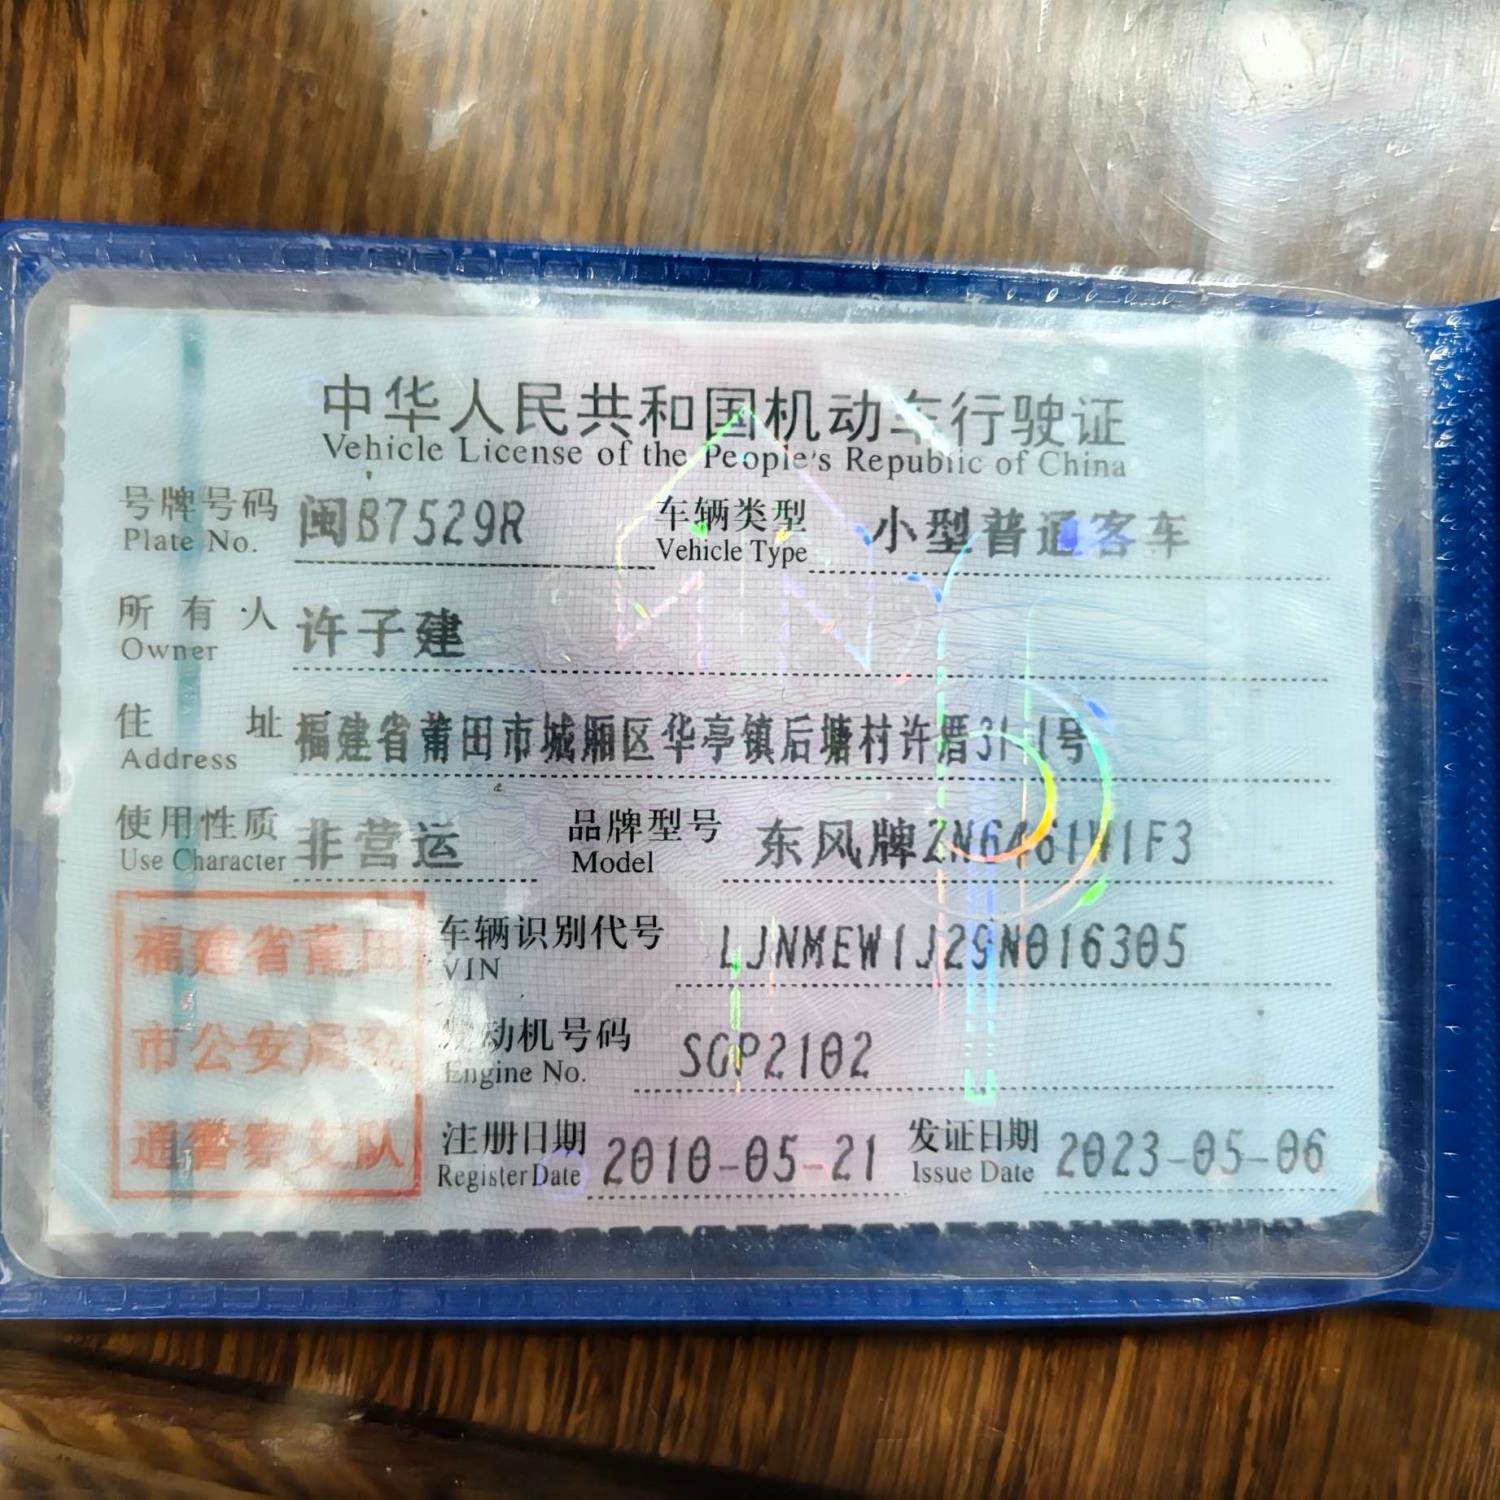 中华人民共和国机动车行驶证
Vehicle License of the People's Republic of China
号牌号码 闽B7529R 车辆类型 小型普通客车
Plate No. Vehicle Type
所有人 许子建
Owner
住址 福建省莆田市城厢区华亭镇后塘村许厝31-1号
Address
使用性质 非营运 品牌型号 东风牌ZN6461W1F3
Use Character Model
车辆识别代号 LJNMEW1J29N016305
VIN
发动机号码 SGP2102
Engine No.
注册日期 2010-05-21 发证日期 2023-05-06
Register Date Issue Date
福建省莆田
市公安局交
通警察支队